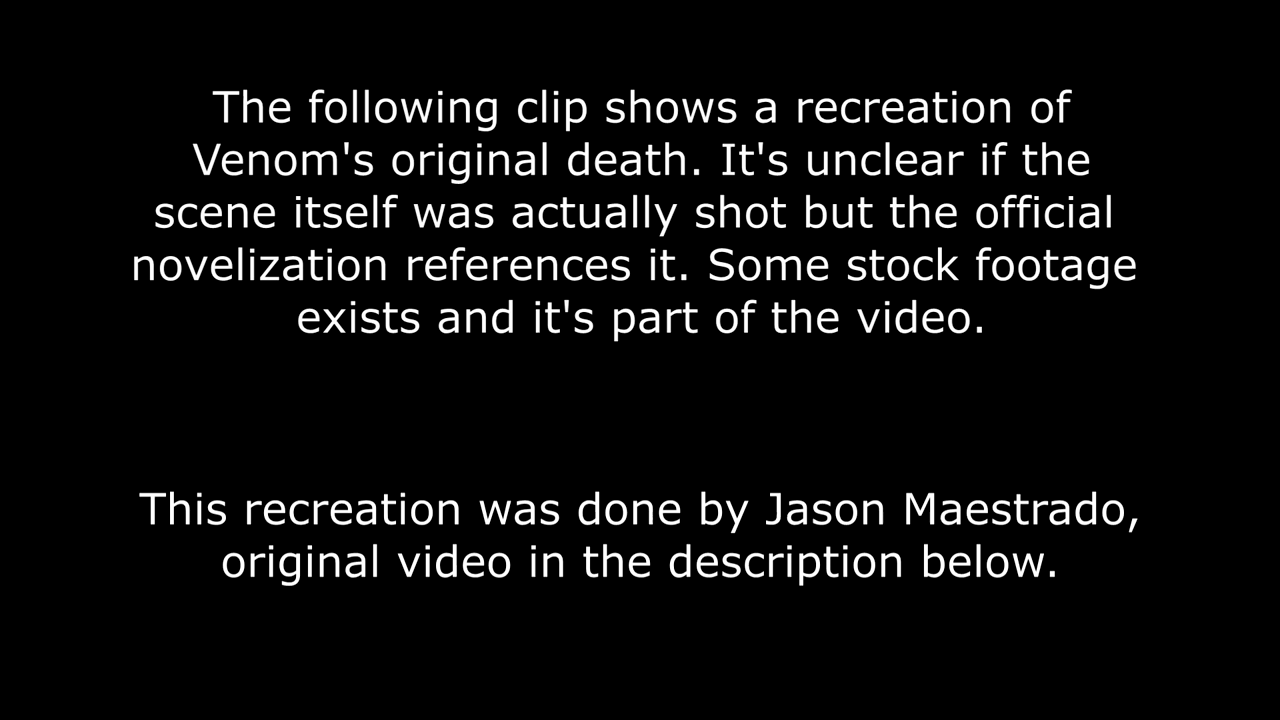 The following clip shows a recreation of
Venom's original death. It's unclear if the
scene itself was actually shot but the official
novelization references it. Some stock footage
exists and it's part of the video.
This recreation was done by Jason Maestrado,
original video in the description below.